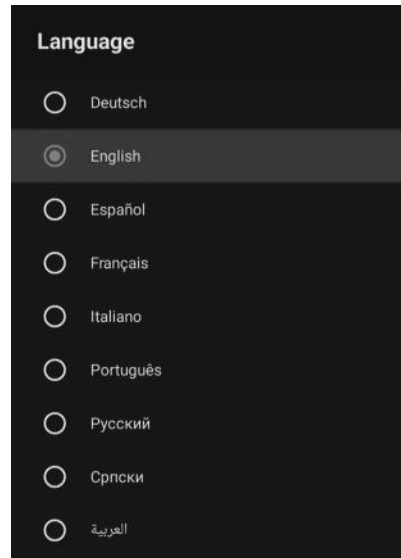 Language
Deutsch
English
Español
Français
Italiano
Português
Русский
Српски
العربية